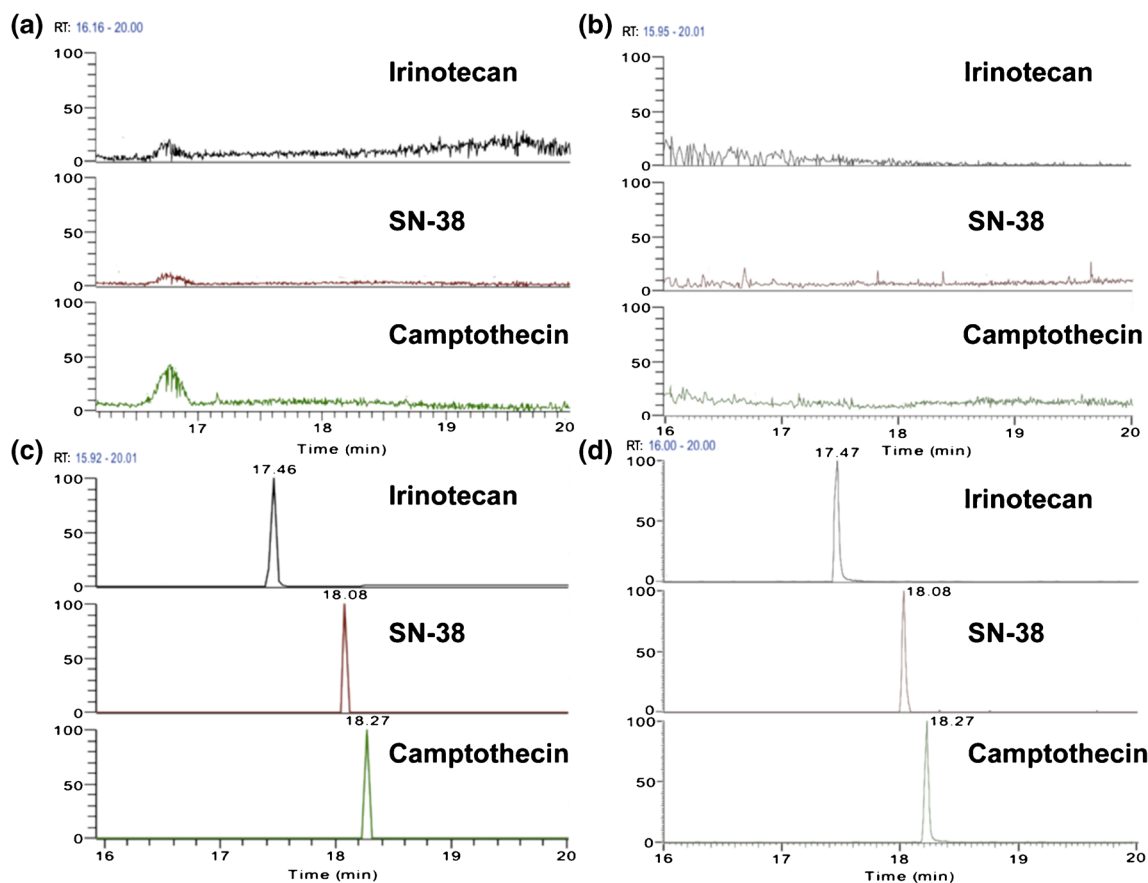 (a) RT: 16.16 - 20.00
100
Irinotecan
50
0
100
SN-38
50
0
100
Camptothecin
50
0
17 18 19 20
Time (min)
(b) RT: 15.95 - 20.01
100
Irinotecan
50
0
100
SN-38
50
0
100
Camptothecin
50
0
16 17 18 19 20
Time (min)
(c) RT: 15.92 - 20.01
17.46
100
Irinotecan
50
0
18.08
100
SN-38
50
0
18.27
100
Camptothecin
50
0
16 17 18 19 20
Time (min)
(d) RT: 16.00 - 20.00
17.47
100
Irinotecan
50
0
18.08
100
SN-38
50
0
18.27
100
Camptothecin
50
0
16 17 18 19 20
Time (min)